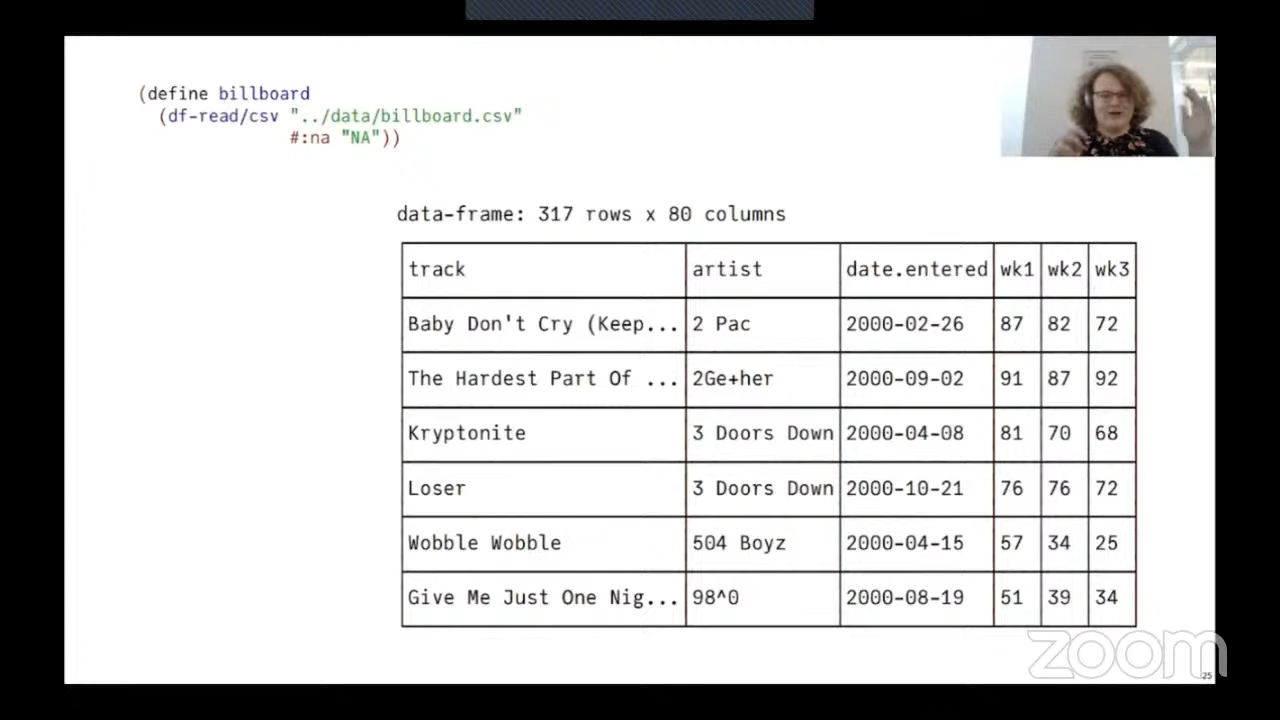 (define billboard
(df-read/csv "../data/billboard.csv"
#:na "NA"))
data-frame: 317 rows x 80 columns
track artist date.entered wk1 wk2 wk3
Baby Don't Cry (Keep... 2 Pac 2000-02-26 87 82 72
The Hardest Part Of ... 2Ge+her 2000-09-02 91 87 92
Kryptonite 3 Doors Down 2000-04-08 81 70 68
Loser 3 Doors Down 2000-10-21 76 76 72
Wobble Wobble 504 Boyz 2000-04-15 57 34 25
Give Me Just One Nig... 98^0 2000-08-19 51 39 34
zoom
25